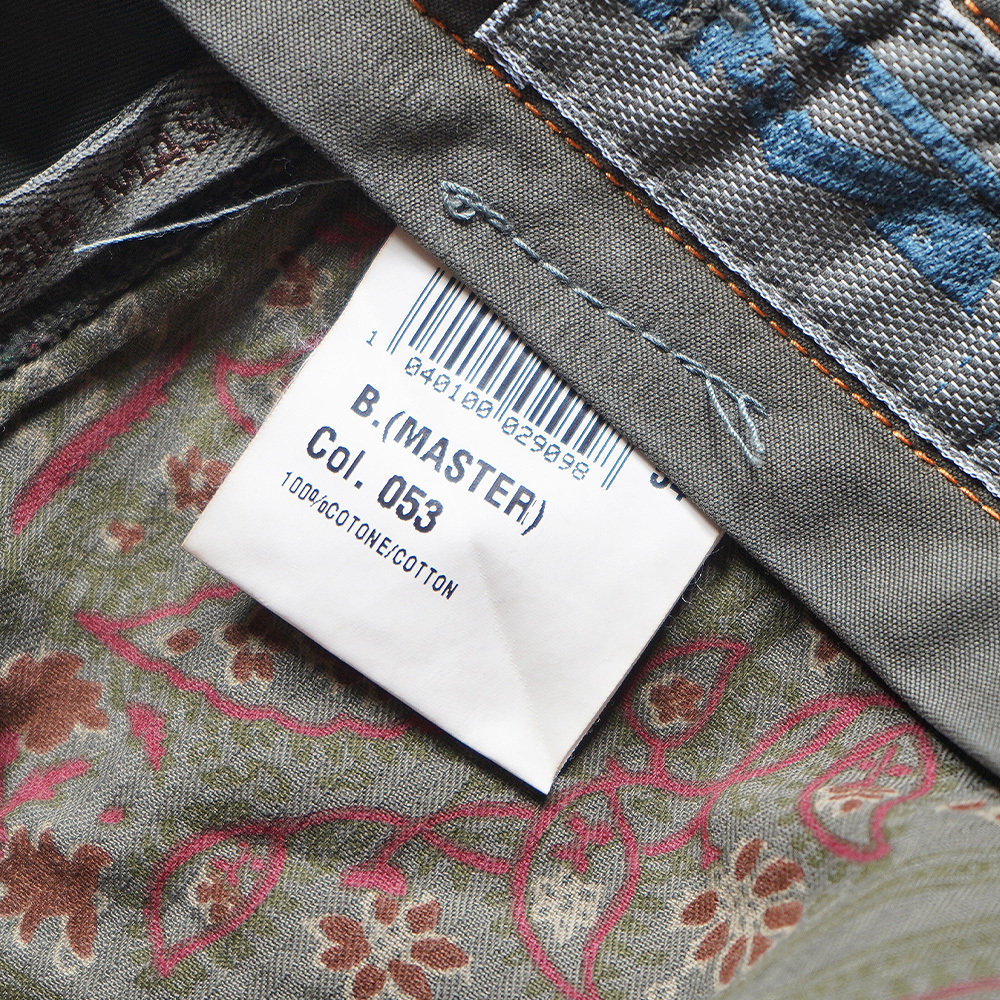 1 040100 029098
B.(MASTER)
Col. 053
100%COTONE/COTTON